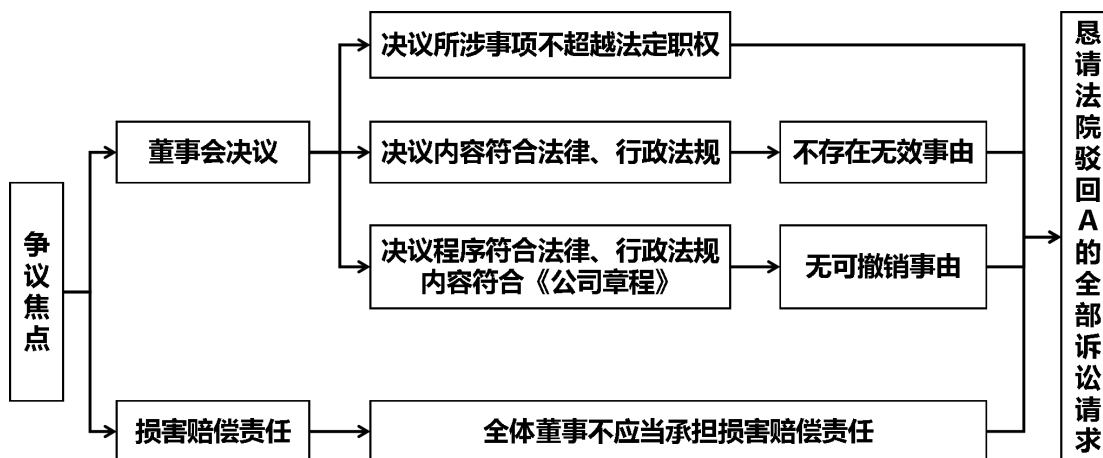 争议焦点
董事会决议
决议所涉事项不超越法定职权
决议内容符合法律、行政法规
不存在无效事由
决议程序符合法律、行政法规
内容符合《公司章程》
无可撤销事由
损害赔偿责任
全体董事不应当承担损害赔偿责任
恳请法院驳回A的全部诉讼请求